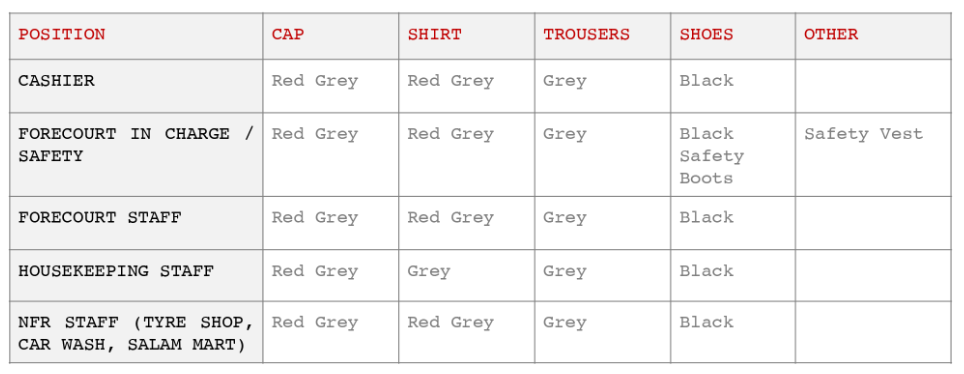 POSITION CAP SHIRT TROUSERS SHOES OTHER
CASHIER Red Grey Red Grey Grey Black
FORECOURT IN CHARGE / Red Grey Red Grey Grey Black Safety Vest
SAFETY Safety
Boots
FORECOURT STAFF Red Grey Red Grey Grey Black
HOUSEKEEPING STAFF Red Grey Grey Grey Black
NFR STAFF (TYRE SHOP, Red Grey Red Grey Grey Black
CAR WASH, SALAM MART)